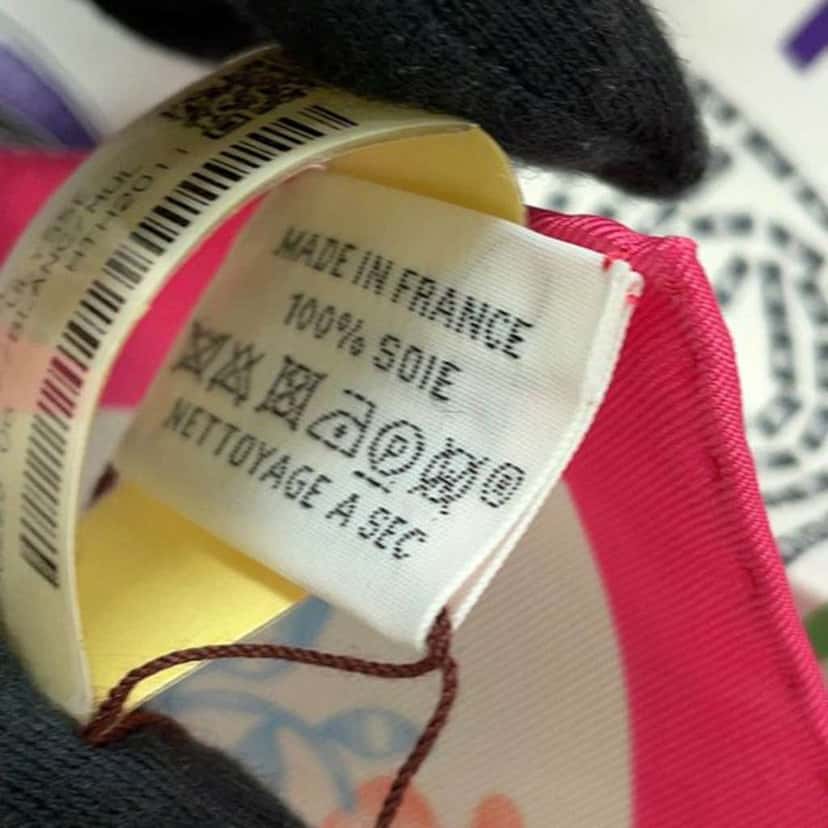 MADE IN FRANCE
100% SOIE
P W ®
NETTOYAGE A SEC